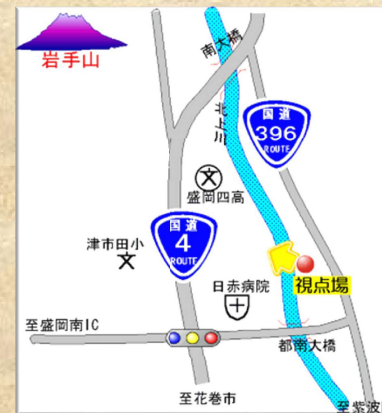 岩手山
南大橋
北上川
国道
396
ROUTE
盛岡四高
国道
4
ROUTE
津市田小
日赤病院
視点場
至盛岡南IC
都南大橋
至花巻市
至紫波